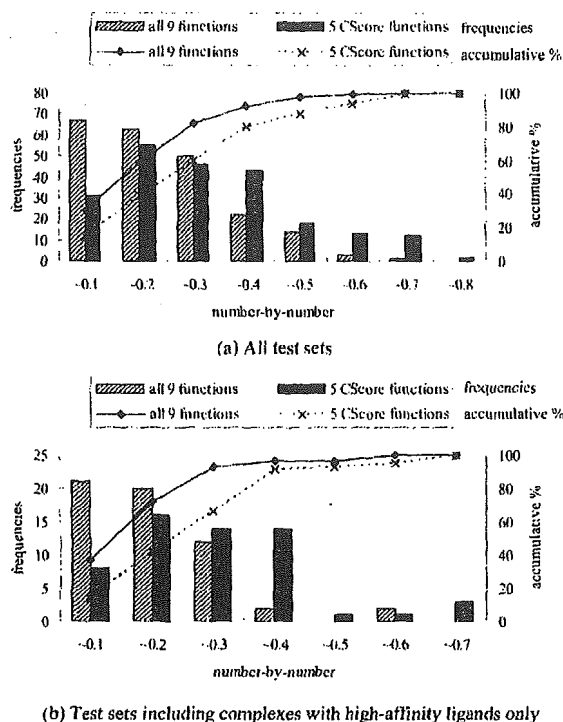 all 9 functions 5 CScore functions frequencies
all 9 functions 5 CScore functions accumulative %
80 100
70
60 80
50 60
40
30 40
20 20
10
0 0
frequencies
accumulative %
~0.1 ~0.2 ~0.3 ~0.4 ~0.5 ~0.6 ~0.7 ~0.8
number-by-number
(a) All test sets
all 9 functions 5 CScore functions frequencies
all 9 functions 5 CScore functions accumulative %
25 100
20 80
15 60
10 40
5 20
0 0
frequencies
accumulative %
~0.1 ~0.2 ~0.3 ~0.4 ~0.5 ~0.6 ~0.7
number-by-number
(b) Test sets including complexes with high-affinity ligands only